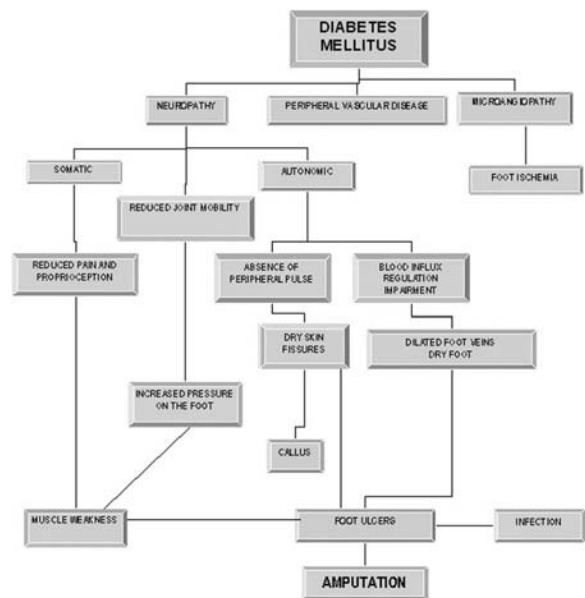 DIABETES
MELLITUS
NEUROPATHY
PERIPHERAL VASCULAR DISEASE
MICROANGIOPATHY
SOMATIC
AUTONOMIC
FOOT ISCHEMIA
REDUCED JOINT MOBILITY
REDUCED PAIN AND
PROPRIOCEPTION
ABSENCE OF
PERIPHERAL PULSE
BLOOD INFLUX
REGULATION
IMPAIRMENT
DRY SKIN
FISSURES
DILATED FOOT VEINS
DRY FOOT
INCREASED PRESSURE
ON THE FOOT
CALLUS
MUSCLE WEAKNESS
FOOT ULCERG
INFECTION
AMPUTATION